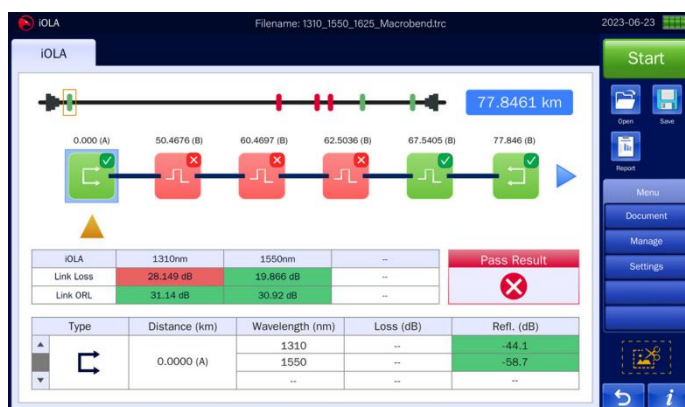 iOLA
Filename: 1310_1550_1625_Macrobend.trc
2023-06-23
iOLA
Start
77.8461 km
Open
Save
0.000 (A)
50.4676 (B)
60.4697 (B)
62.5036 (B)
67.5405 (B)
77.846 (B)
Report
Menu
Document
Manage
Settings
iOLA 1310nm 1550nm --
Link Loss 28.149 dB 19.866 dB --
Link ORL 31.14 dB 30.92 dB --
Pass Result
Type Distance (km) Wavelength (nm) Loss (dB) Refl. (dB)
0.0000 (A)
1310 -- -44.1
1550 -- -58.7
-- -- --
i